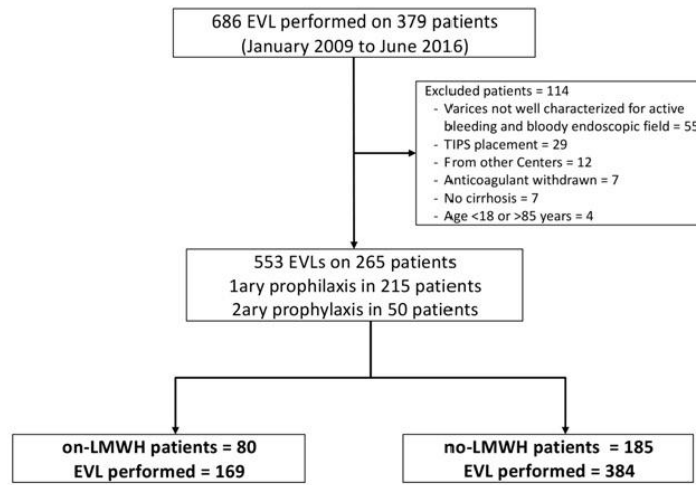 686 EVL performed on 379 patients
(January 2009 to June 2016)
Excluded patients = 114
- Varices not well characterized for active
bleeding and bloody endoscopic field = 55
- TIPS placement = 29
- From other Centers = 12
- Anticoagulant withdrawn = 7
- No cirrhosis = 7
- Age <18 or >85 years = 4
553 EVLs on 265 patients
1ary prophilaxis in 215 patients
2ary prophylaxis in 50 patients
on-LMWH patients = 80
EVL performed = 169
no-LMWH patients = 185
EVL performed = 384